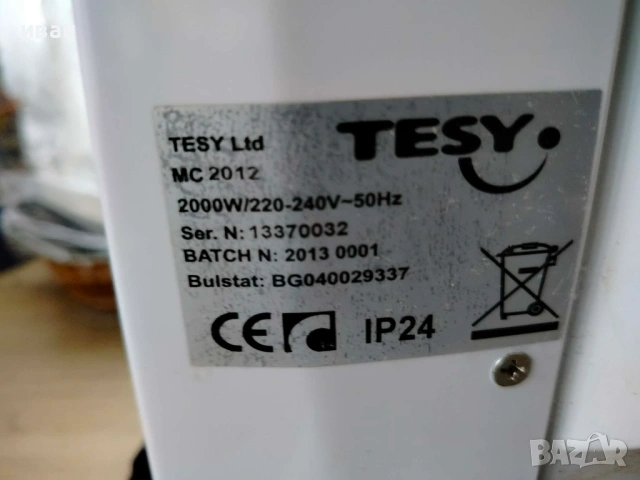 иван
TESY Ltd
TESY
MC 2012
2000W/220-240V~50Hz
Ser. N: 13370032
BATCH N: 2013 0001
Bulstat: BG040029337
CE IP24
BAZAR